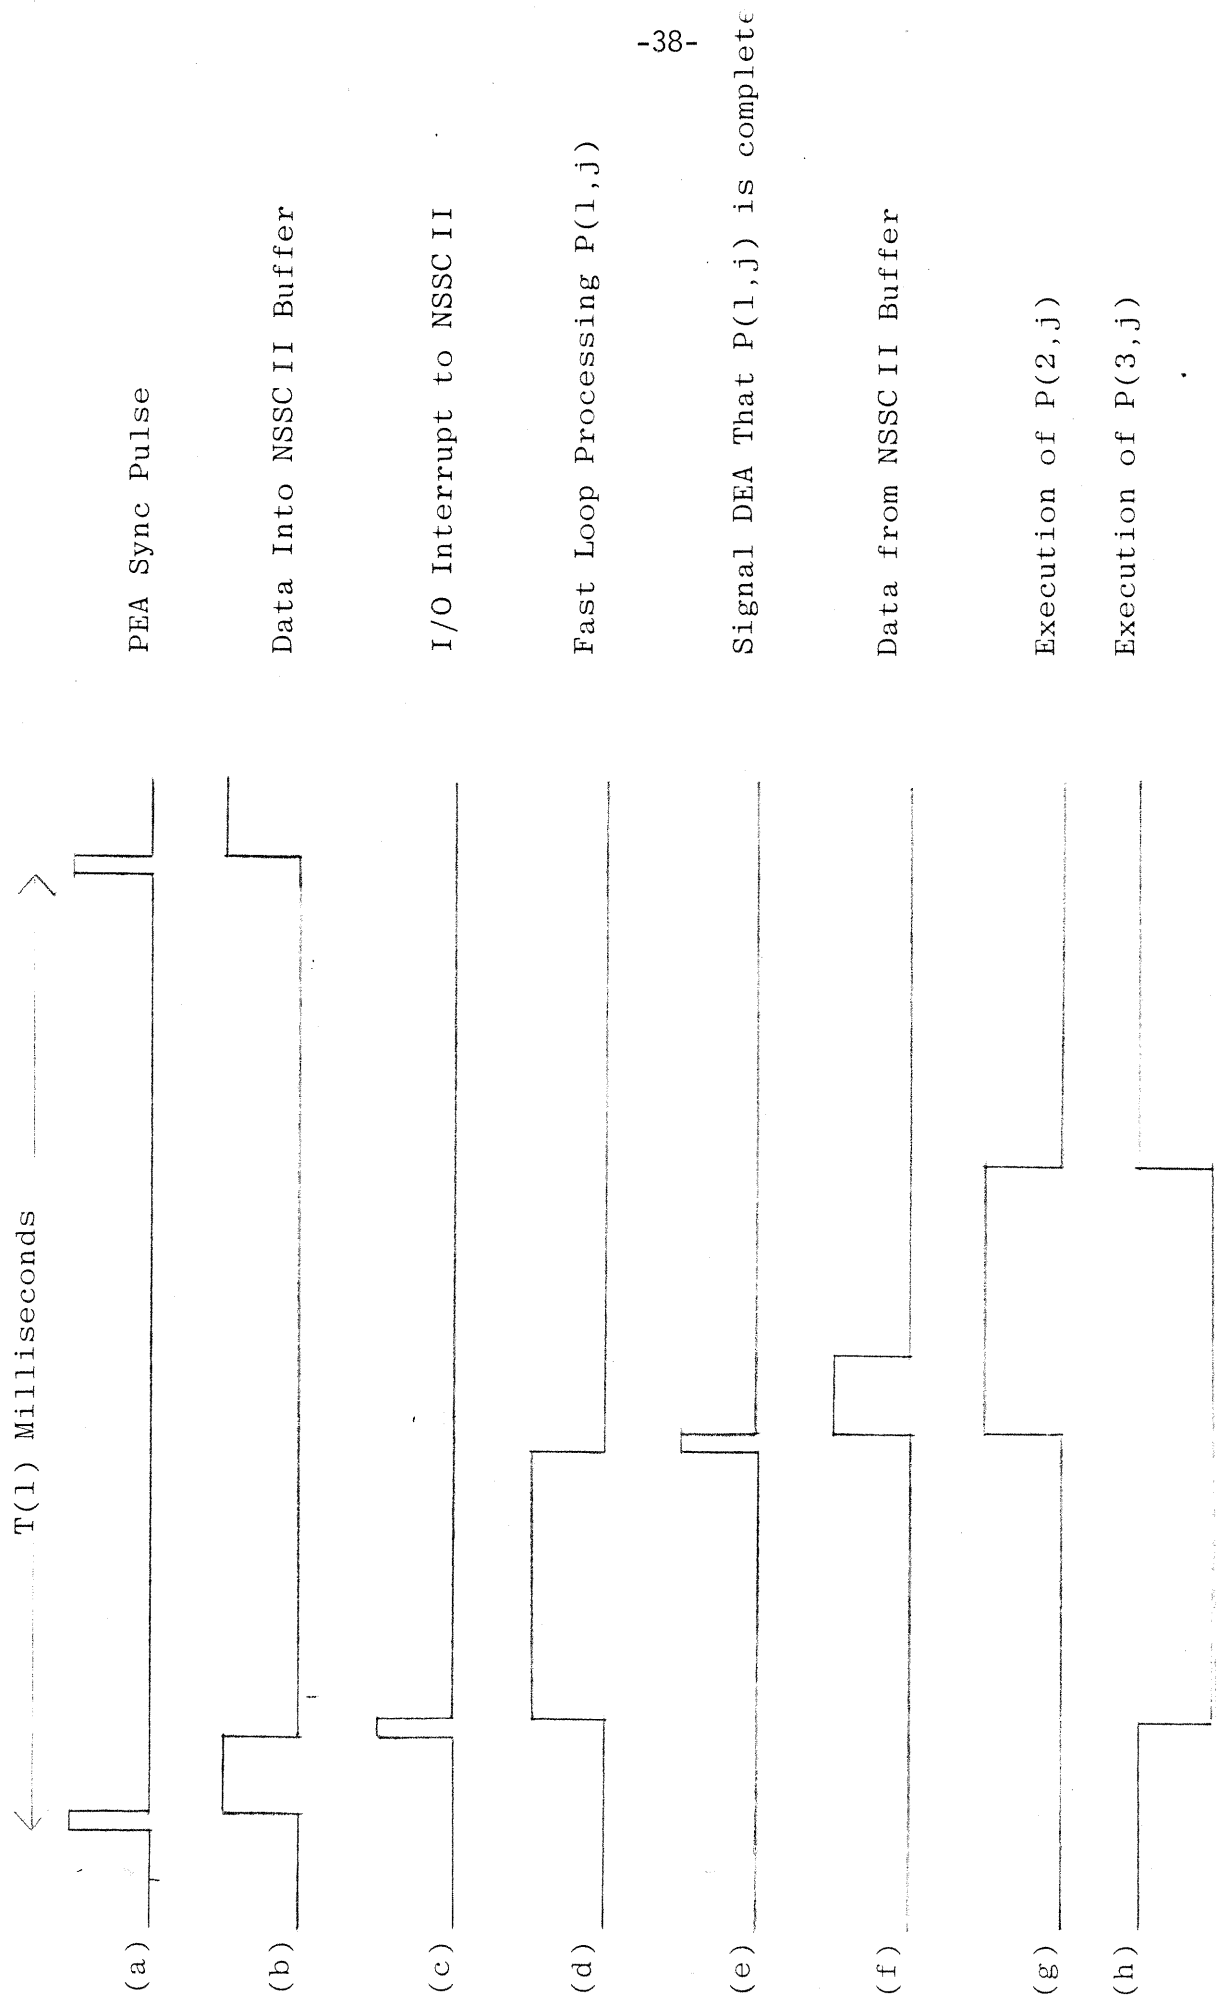 -38-
T(1) Milliseconds
(a) PEA Sync Pulse
(b) Data Into NSSC II Buffer
(c) I/O Interrupt to NSSC II
(d) Fast Loop Processing P(1,j)
(e) Signal DEA That P(1,j) is complete
(f) Data from NSSC II Buffer
(g) Execution of P(2,j)
(h) Execution of P(3,j)